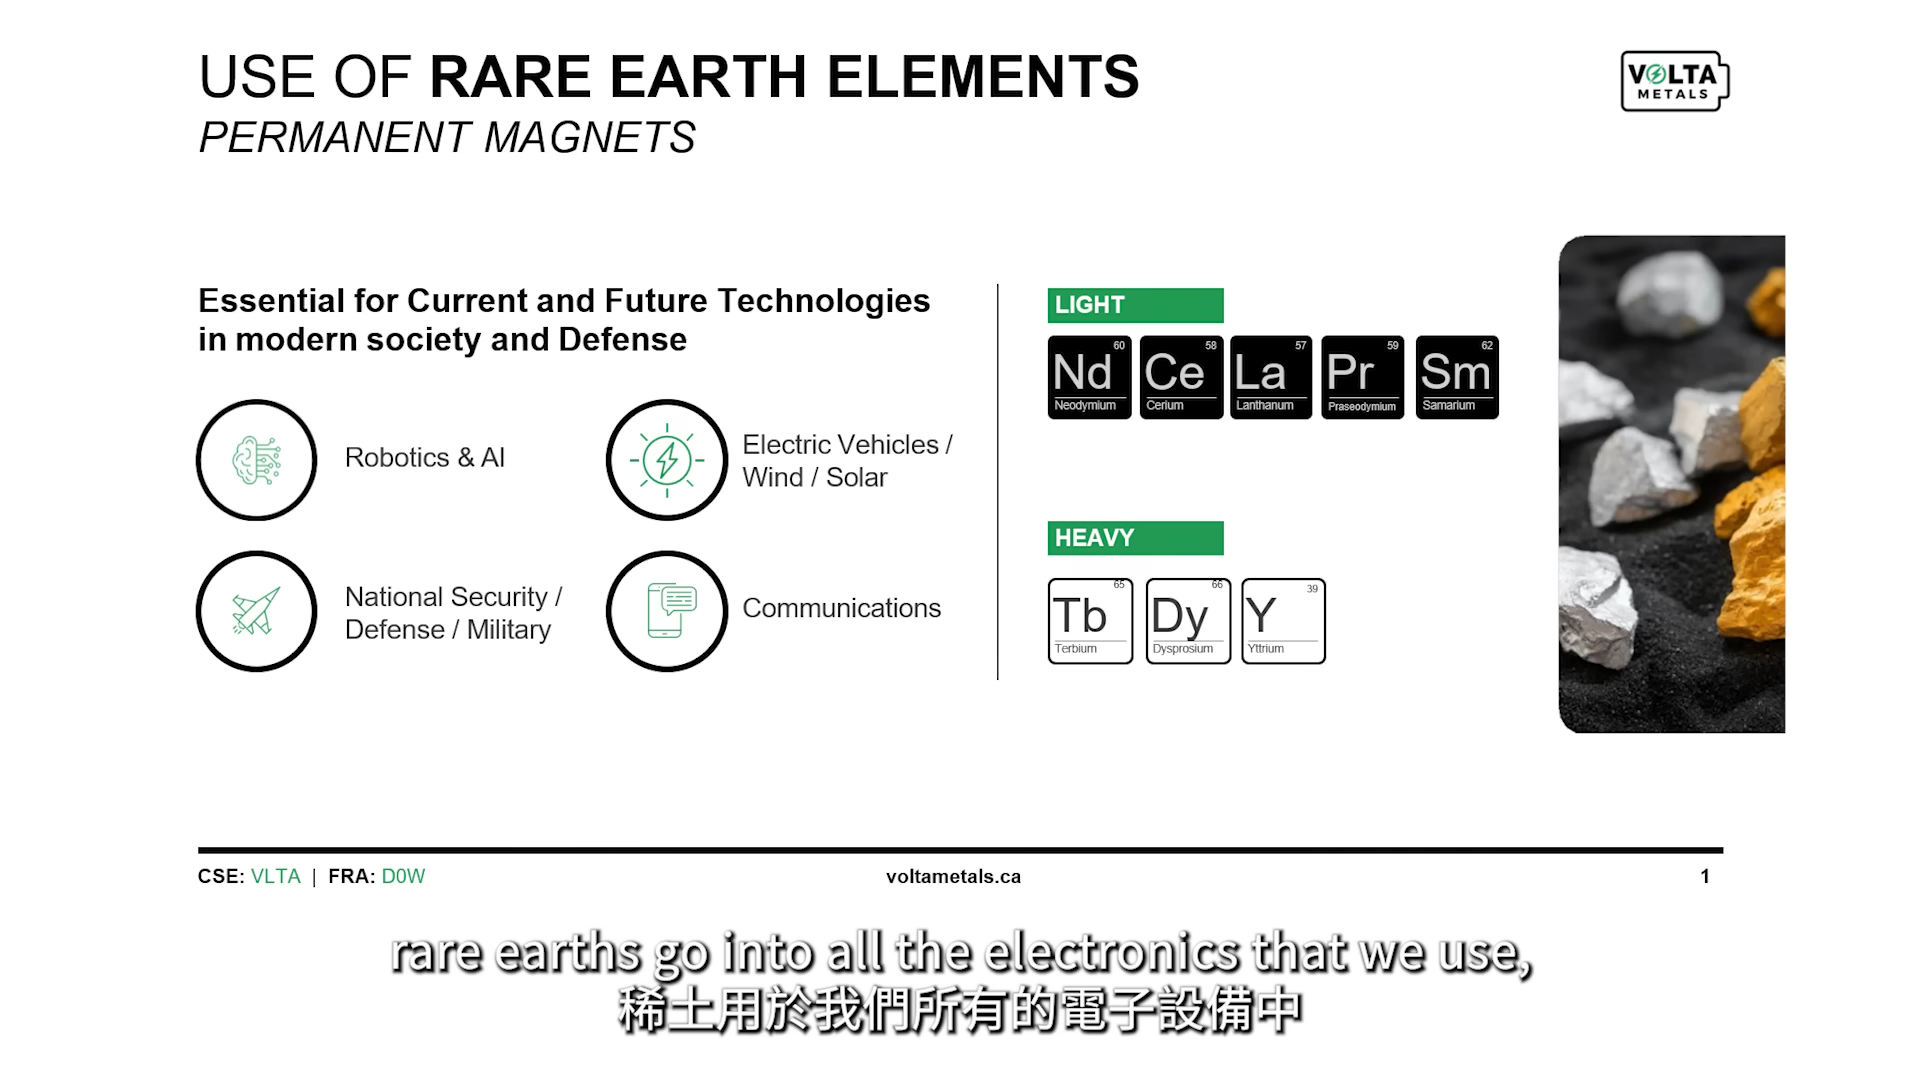 USE OF RARE EARTH ELEMENTS
PERMANENT MAGNETS
VOLTA
METALS
Essential for Current and Future Technologies
in modern society and Defense
Robotics & AI
Electric Vehicles /
Wind / Solar
National Security /
Defense / Military
Communications
LIGHT
60
Nd
Neodymium
58
Ce
Cerium
57
La
Lanthanum
59
Pr
Praseodymium
62
Sm
Samarium
HEAVY
65
Tb
Terbium
66
Dy
Dysprosium
39
Y
Yttrium
CSE: VLTA | FRA: D0W
voltametals.ca
1
rare earths go into all the electronics that we use,
稀土用於我們所有的電子設備中